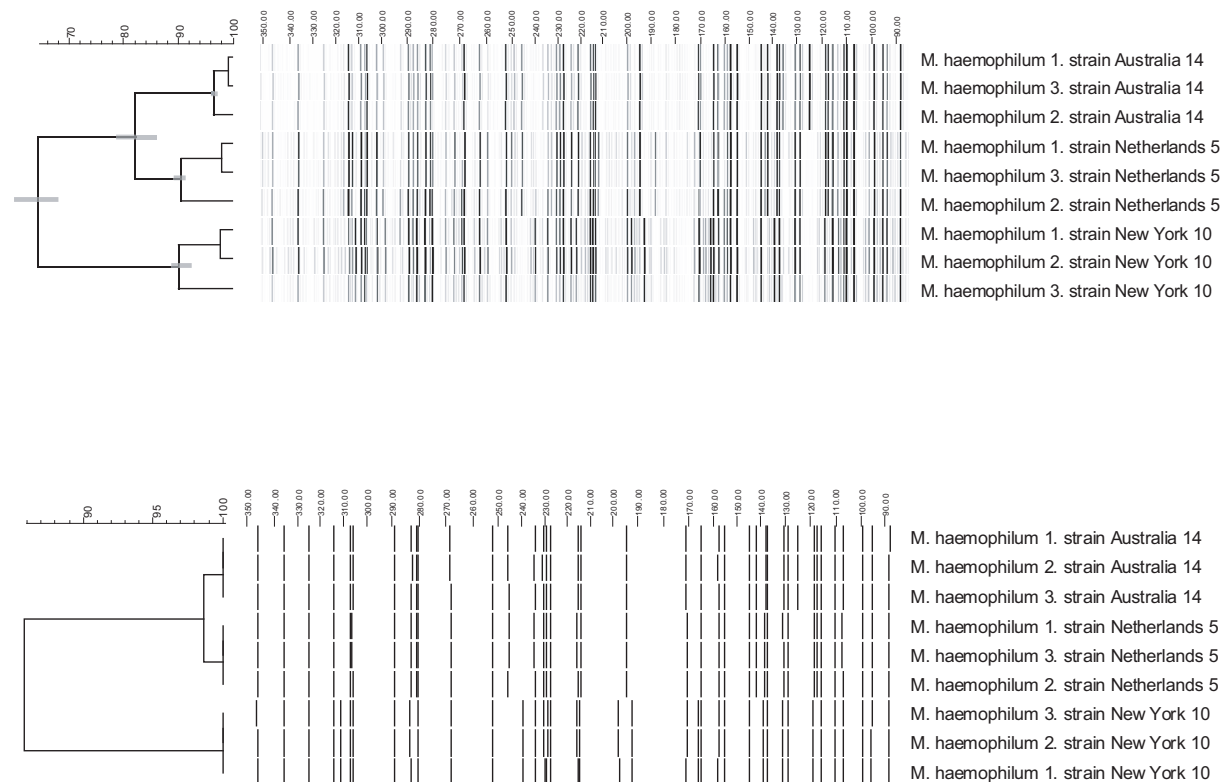 70 80 90 100 350.00 340.00 330.00 320.00 310.00 300.00 290.00 280.00 270.00 260.00 250.00 240.00 230.00 220.00 210.00 200.00 190.00 180.00 170.00 160.00 150.00 140.00 130.00 120.00 110.00 100.00 90.00
M. haemophilum 1. strain Australia 14
M. haemophilum 3. strain Australia 14
M. haemophilum 2. strain Australia 14
M. haemophilum 1. strain Netherlands 5
M. haemophilum 3. strain Netherlands 5
M. haemophilum 2. strain Netherlands 5
M. haemophilum 1. strain New York 10
M. haemophilum 2. strain New York 10
M. haemophilum 3. strain New York 10
90 95 100 350.00 340.00 330.00 320.00 310.00 300.00 290.00 280.00 270.00 260.00 250.00 240.00 230.00 220.00 210.00 200.00 190.00 180.00 170.00 160.00 150.00 140.00 130.00 120.00 110.00 100.00 90.00
M. haemophilum 1. strain Australia 14
M. haemophilum 2. strain Australia 14
M. haemophilum 3. strain Australia 14
M. haemophilum 1. strain Netherlands 5
M. haemophilum 3. strain Netherlands 5
M. haemophilum 2. strain Netherlands 5
M. haemophilum 3. strain New York 10
M. haemophilum 2. strain New York 10
M. haemophilum 1. strain New York 10